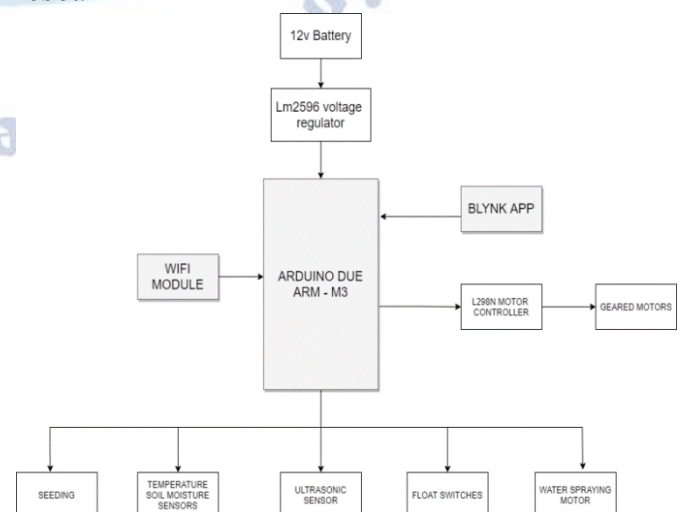 12v Battery
Lm2596 voltage
regulator
BLYNK APP
WIFI
MODULE
ARDUINO DUE
ARM - M3
L298N MOTOR
CONTROLLER
GEARED MOTORS
SEEDING
TEMPERATURE
SOIL MOISTURE
SENSORS
ULTRASONIC
SENSOR
FLOAT SWITCHES
WATER SPRAYING
MOTOR